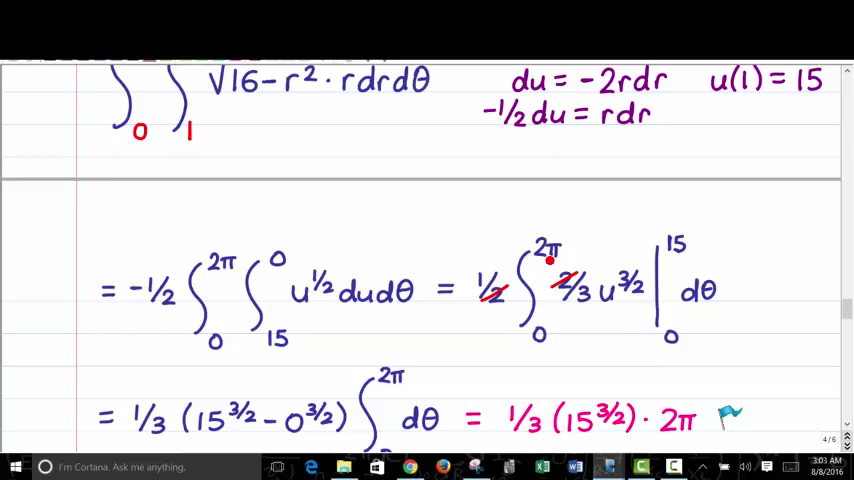 √16 − r² · rdrdθ   du = −2rdr   u(1) = 15
∫₀ ∫₁   −1/2 du = rdr
= −1/2 ∫₀^2π ∫₁₅^0 u^1/2 dudθ = 1/2 ∫₀^2π 2/3 u^3/2 |₀^15 dθ
= 1/3 (15^3/2 − 0^3/2) ∫^2π dθ = 1/3 (15^3/2) · 2π
4/6
I'm Cortana. Ask me anything.
3:03 AM
8/8/2016